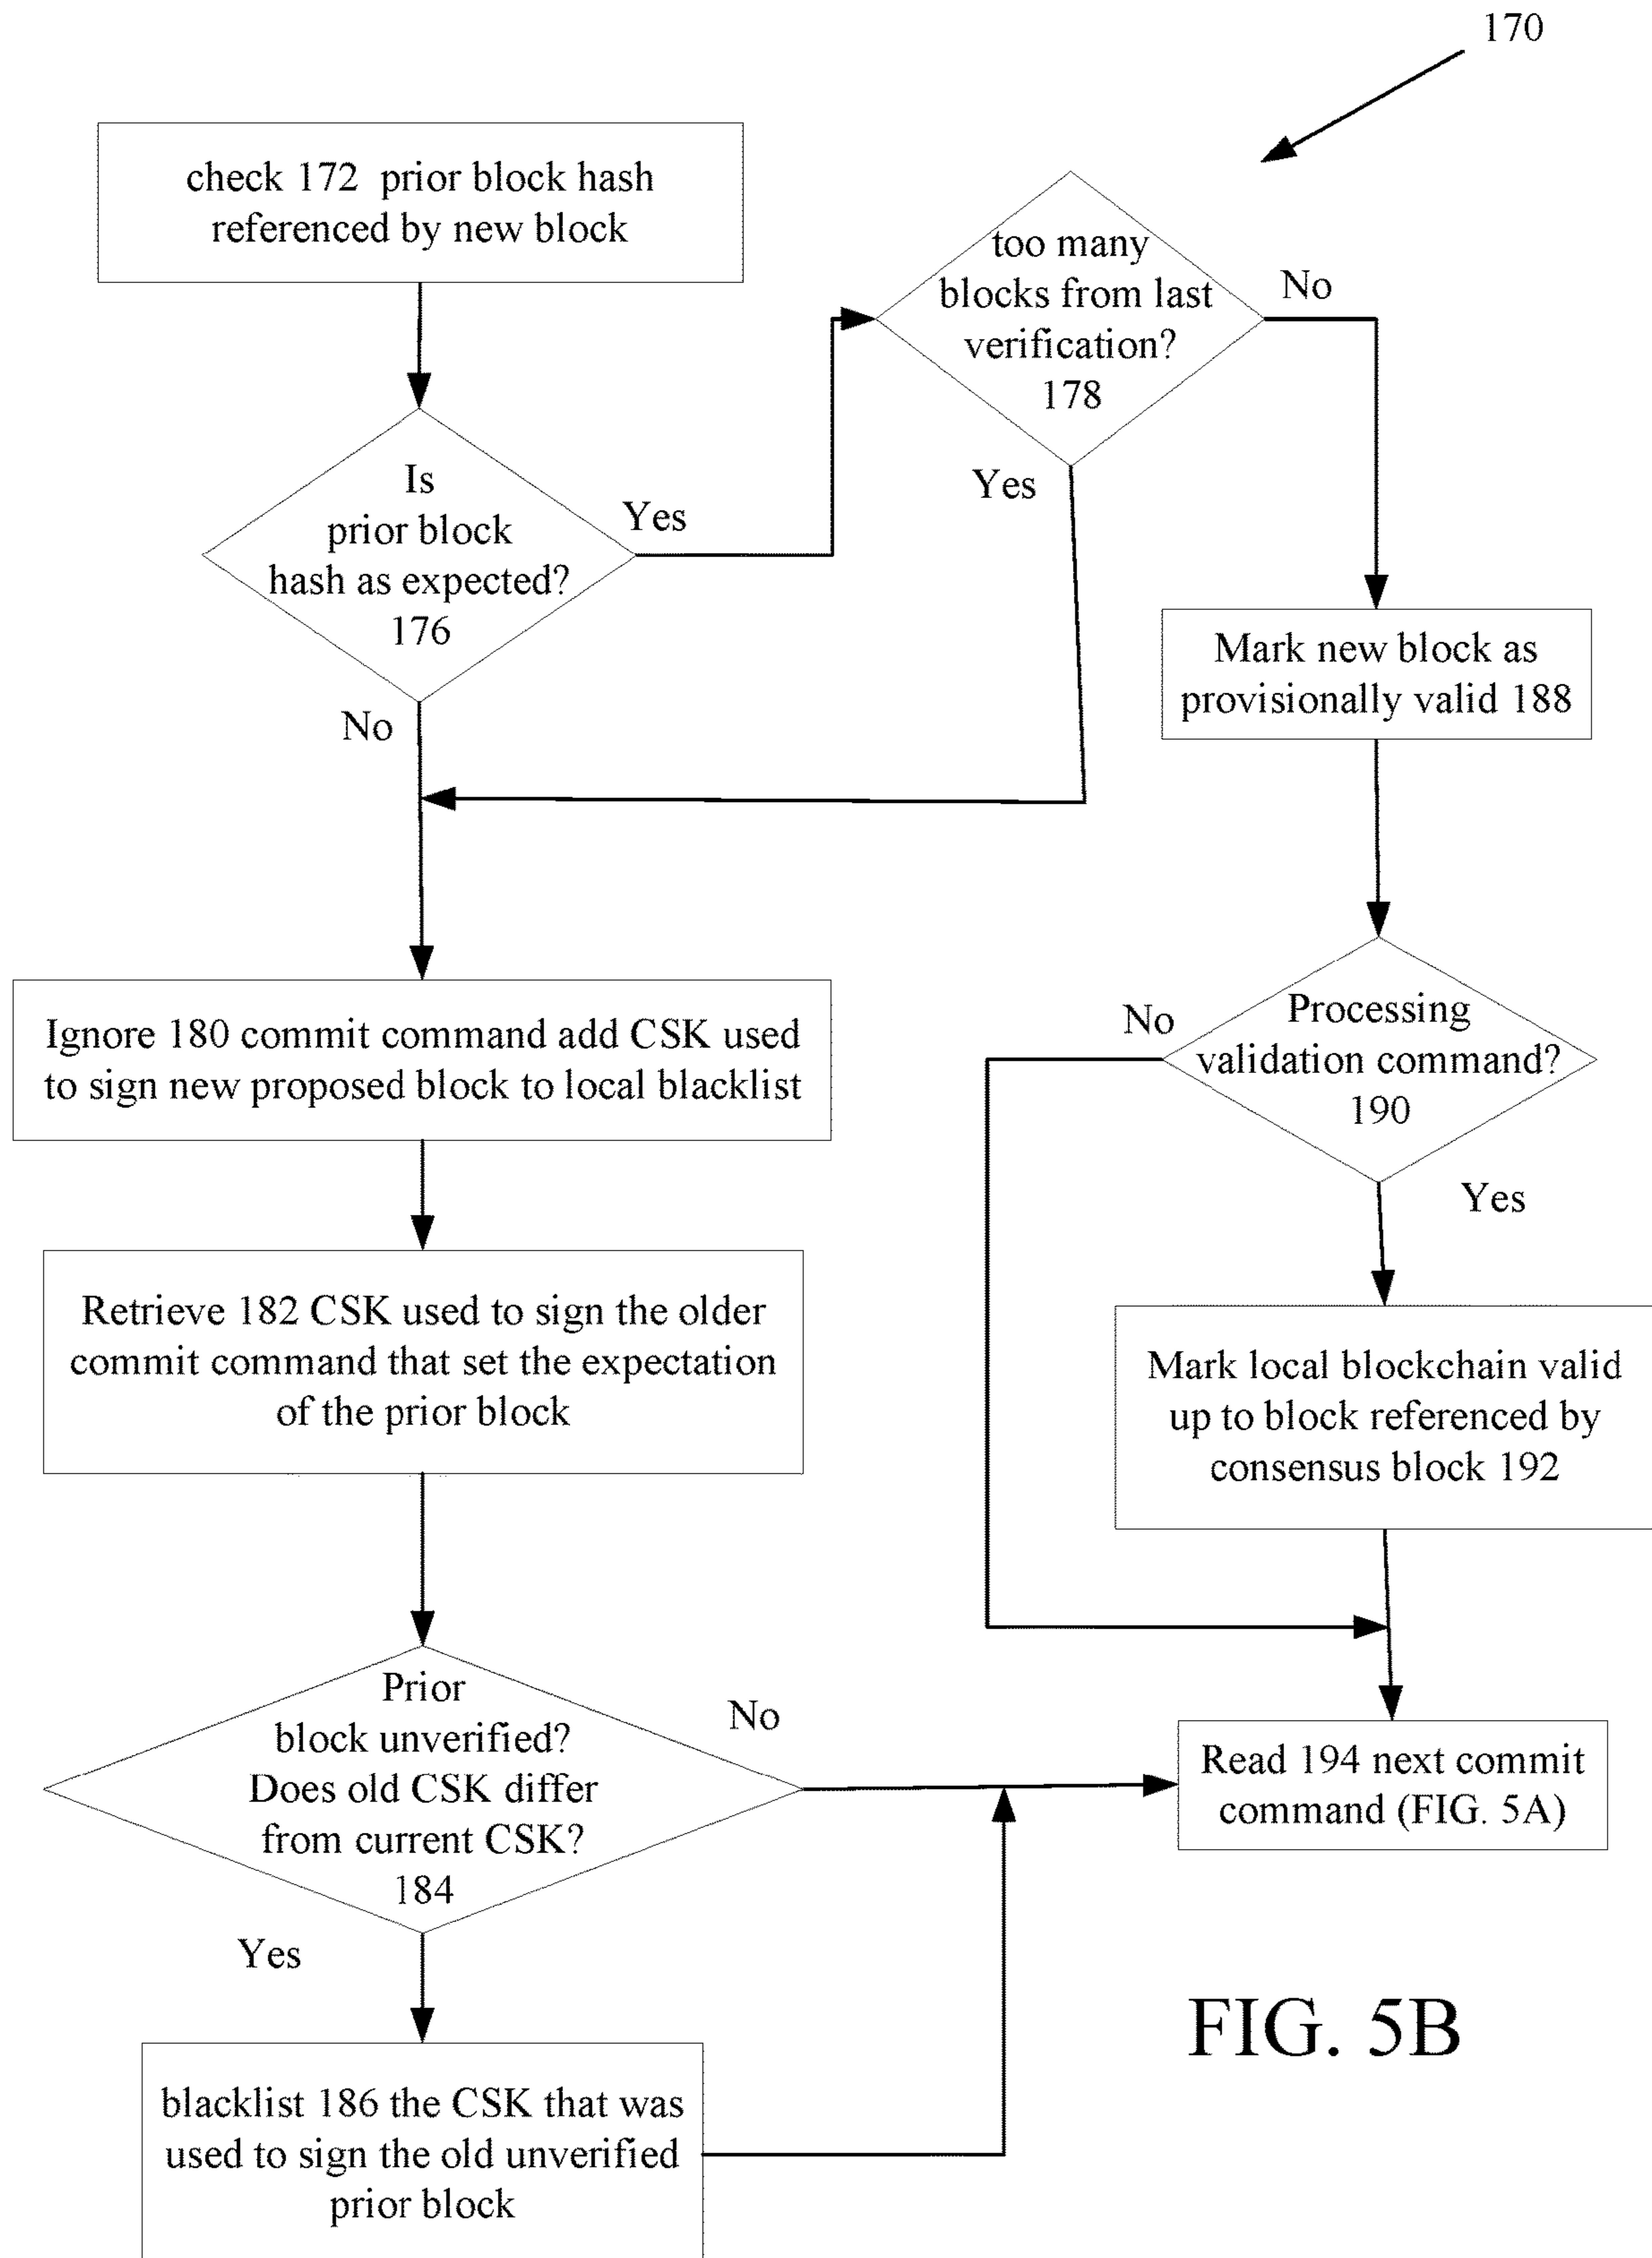 170
check 172 prior block hash
referenced by new block
too many
blocks from last
verification?
178
No
Yes
Is
prior block
hash as expected?
176
Yes
No
Mark new block as
provisionally valid 188
Ignore 180 commit command add CSK used
to sign new proposed block to local blacklist
No
Processing
validation command?
190
Yes
Retrieve 182 CSK used to sign the older
commit command that set the expectation
of the prior block
Mark local blockchain valid
up to block referenced by
consensus block 192
Prior
block unverified?
Does old CSK differ
from current CSK?
184
No
Yes
Read 194 next commit
command (FIG. 5A)
blacklist 186 the CSK that was
used to sign the old unverified
prior block
FIG. 5B